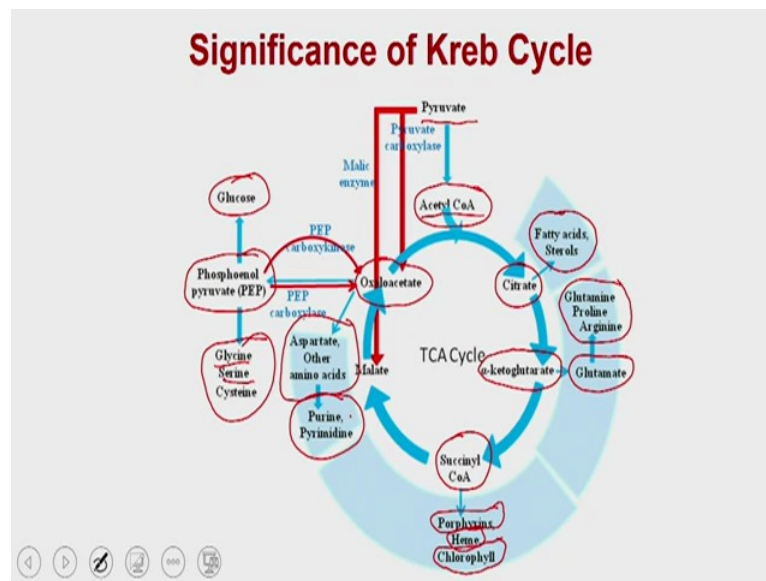 Significance of Kreb Cycle
Pyruvate
Pyruvate
carboxylase
Malic
enzyme
Glucose
Acetyl CoA
Fatty acids,
Sterols
PEP
carboxykinase
Phosphoenol
pyruvate (PEP)
Oxaloacetate
Citrate
PEP
carboxylase
Glutamine
Proline
Arginine
Glycine
Serine
Cysteine
Aspartate,
Other
amino acids
Malate
TCA Cycle
α-ketoglutarate
Glutamate
Purine,
Pyrimidine
Succinyl
CoA
Porphyrins,
Heme,
Chlorophyll